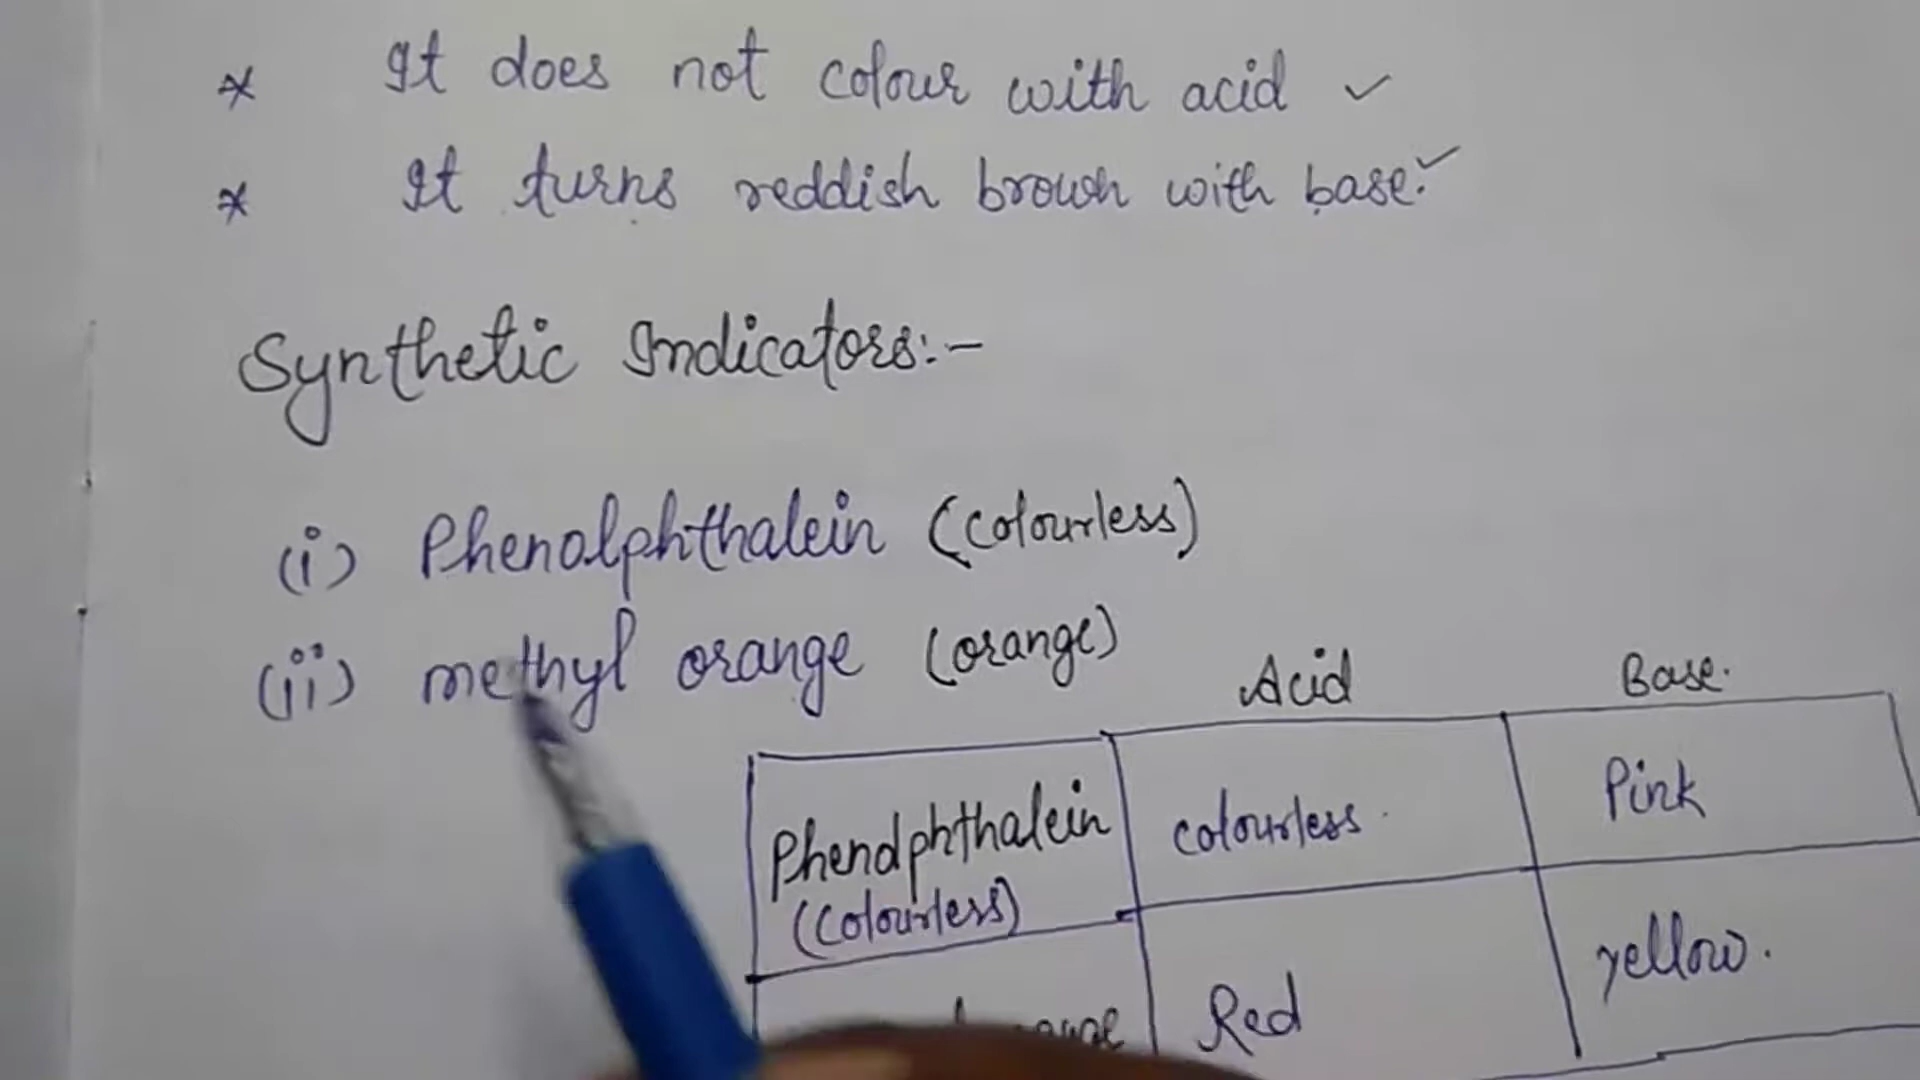 * It does not colour with acid ✓
* It turns reddish brown with base. ✓
Synthetic Indicators:-
(i) Phenolphthalein (colourless)
(ii) methyl orange (orange)
Acid Base.
Phenolphthalein colourless. Pink
(colourless)
Red yellow.